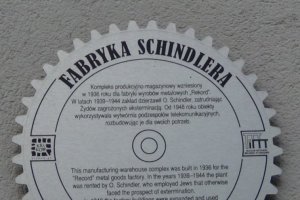 FABRYKA SCHINDLERA
Kompleks produkcyjno-magazynowy wzniesiony
w 1936 roku dla fabryki wyrobów metalowych „Rekord".
W latach 1939-1944 zakład dzierżawił O. Schindler, zatrudniając
Żydów zagrożonych eksterminacją. Od 1948 roku obiekty
wykorzystywała wytwórnia podzespołów telekomunikacyjnych,
rozbudowując je dla swoich potrzeb.
This manufacturing warehouse complex was built in 1936 for the
"Record" metal goods factory. In the years 1939-1944 the plant
was rented by O. Schindler, who employed Jews that otherwise
faced the prospect of extermination.